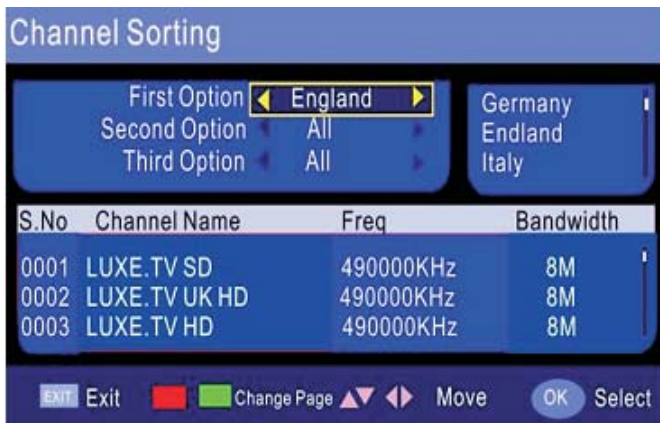 Channel Sorting
First Option England
Second Option All
Third Option All
Germany
Endland
Italy
S.No Channel Name Freq Bandwidth
0001 LUXE.TV SD 490000KHz 8M
0002 LUXE.TV UK HD 490000KHz 8M
0003 LUXE.TV HD 490000KHz 8M
EXIT Exit Change Page Move OK Select